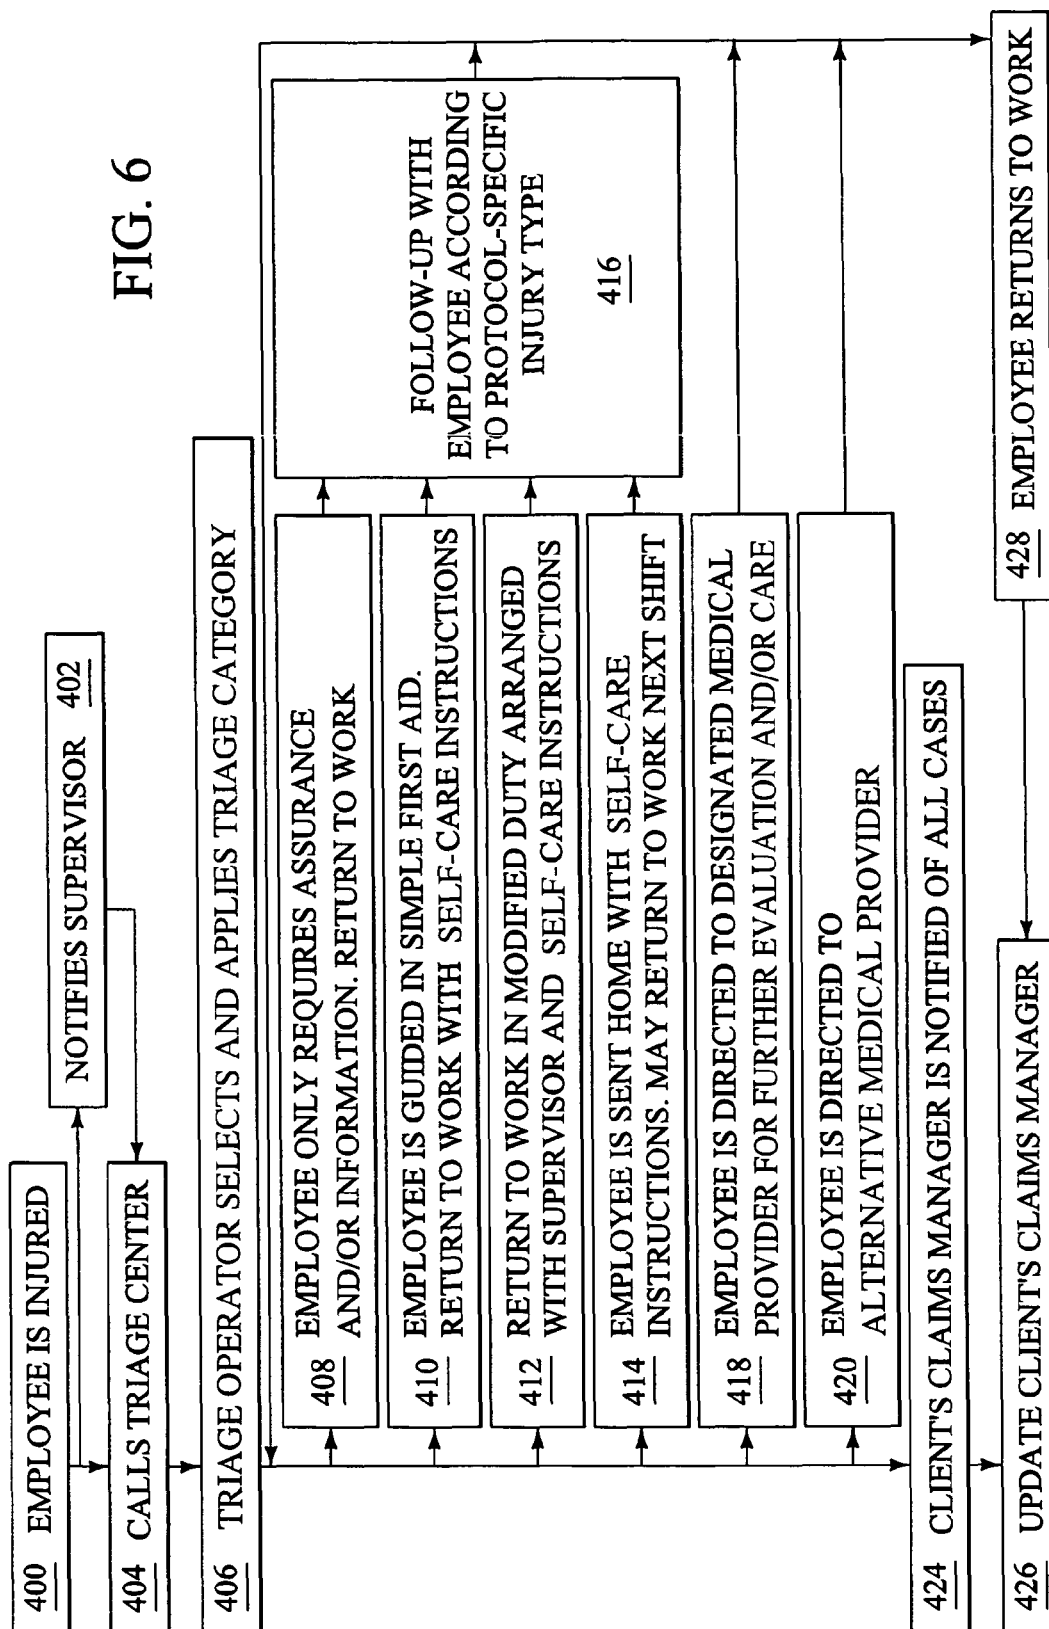 FIG. 6
400 EMPLOYEE IS INJURED
NOTIFIES SUPERVISOR 402
404 CALLS TRIAGE CENTER
406 TRIAGE OPERATOR SELECTS AND APPLIES TRIAGE CATEGORY
408 EMPLOYEE ONLY REQUIRES ASSURANCE
AND/OR INFORMATION. RETURN TO WORK
410 EMPLOYEE IS GUIDED IN SIMPLE FIRST AID.
RETURN TO WORK WITH SELF-CARE INSTRUCTIONS
412 RETURN TO WORK IN MODIFIED DUTY ARRANGED
WITH SUPERVISOR AND SELF-CARE INSTRUCTIONS
414 EMPLOYEE IS SENT HOME WITH SELF-CARE
INSTRUCTIONS. MAY RETURN TO WORK NEXT SHIFT
FOLLOW-UP WITH
EMPLOYEE ACCORDING
TO PROTOCOL-SPECIFIC
INJURY TYPE
416
418 EMPLOYEE IS DIRECTED TO DESIGNATED MEDICAL
PROVIDER FOR FURTHER EVALUATION AND/OR CARE
420 EMPLOYEE IS DIRECTED TO
ALTERNATIVE MEDICAL PROVIDER
424 CLIENT'S CLAIMS MANAGER IS NOTIFIED OF ALL CASES
426 UPDATE CLIENT'S CLAIMS MANAGER
428 EMPLOYEE RETURNS TO WORK